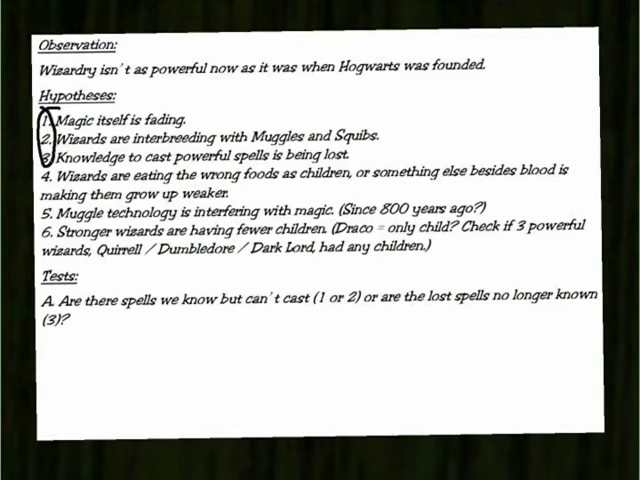 Observation:
Wizardry isn't as powerful now as it was when Hogwarts was founded.
Hypotheses:
1. Magic itself is fading.
2. Wizards are interbreeding with Muggles and Squibs.
3. Knowledge to cast powerful spells is being lost.
4. Wizards are eating the wrong foods as children, or something else besides blood is
making them grow up weaker.
5. Muggle technology is interfering with magic. (Since 800 years ago?)
6. Stronger wizards are having fewer children. (Draco = only child? Check if 3 powerful
wizards, Quirrell / Dumbledore / Dark Lord, had any children.)
Tests:
A. Are there spells we know but can't cast (1 or 2) or are the lost spells no longer known
(3)?